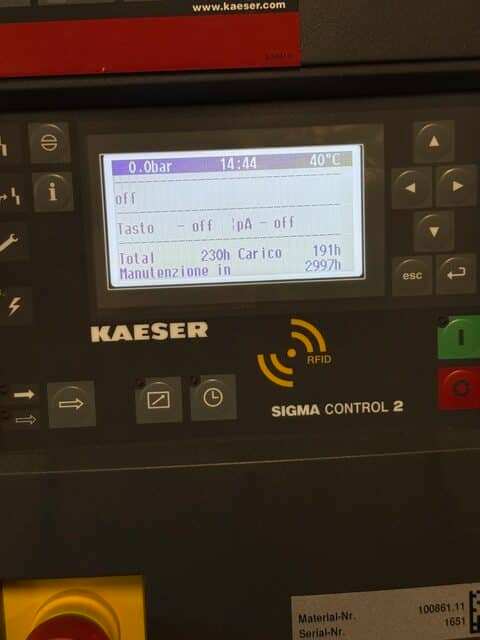 www.kaeser.com
0.0bar 14:44 40°C
off
Tasto - off ¦pA - off
Total 230h Carico 191h
Manutenzione in 2997h
esc
KAESER
RFID
SIGMA CONTROL 2
Material-Nr. 100861.11
Serial-Nr. 1651